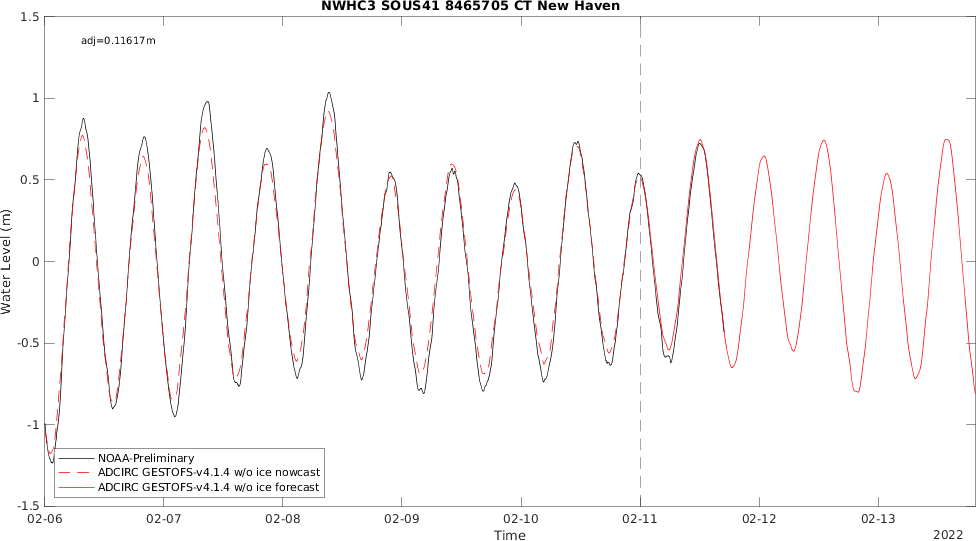 NWHC3 SOUS41 8465705 CT New Haven
adj=0.11617m
1.5
1
0.5
0
-0.5
-1
-1.5
Water Level (m)
NOAA-Preliminary
ADCIRC GESTOFS-v4.1.4 w/o ice nowcast
ADCIRC GESTOFS-v4.1.4 w/o ice forecast
02-06 02-07 02-08 02-09 02-10 02-11 02-12 02-13
Time
2022